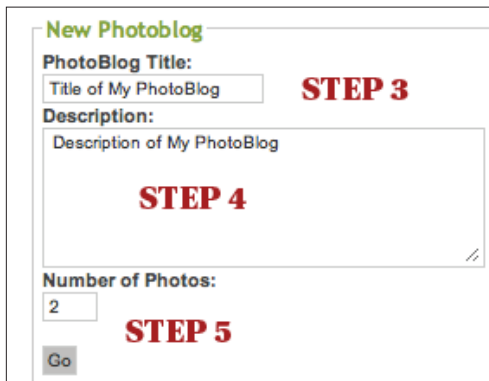 New Photoblog
PhotoBlog Title:
Title of My PhotoBlog
STEP 3
Description:
Description of My PhotoBlog
STEP 4
Number of Photos:
2
STEP 5
Go